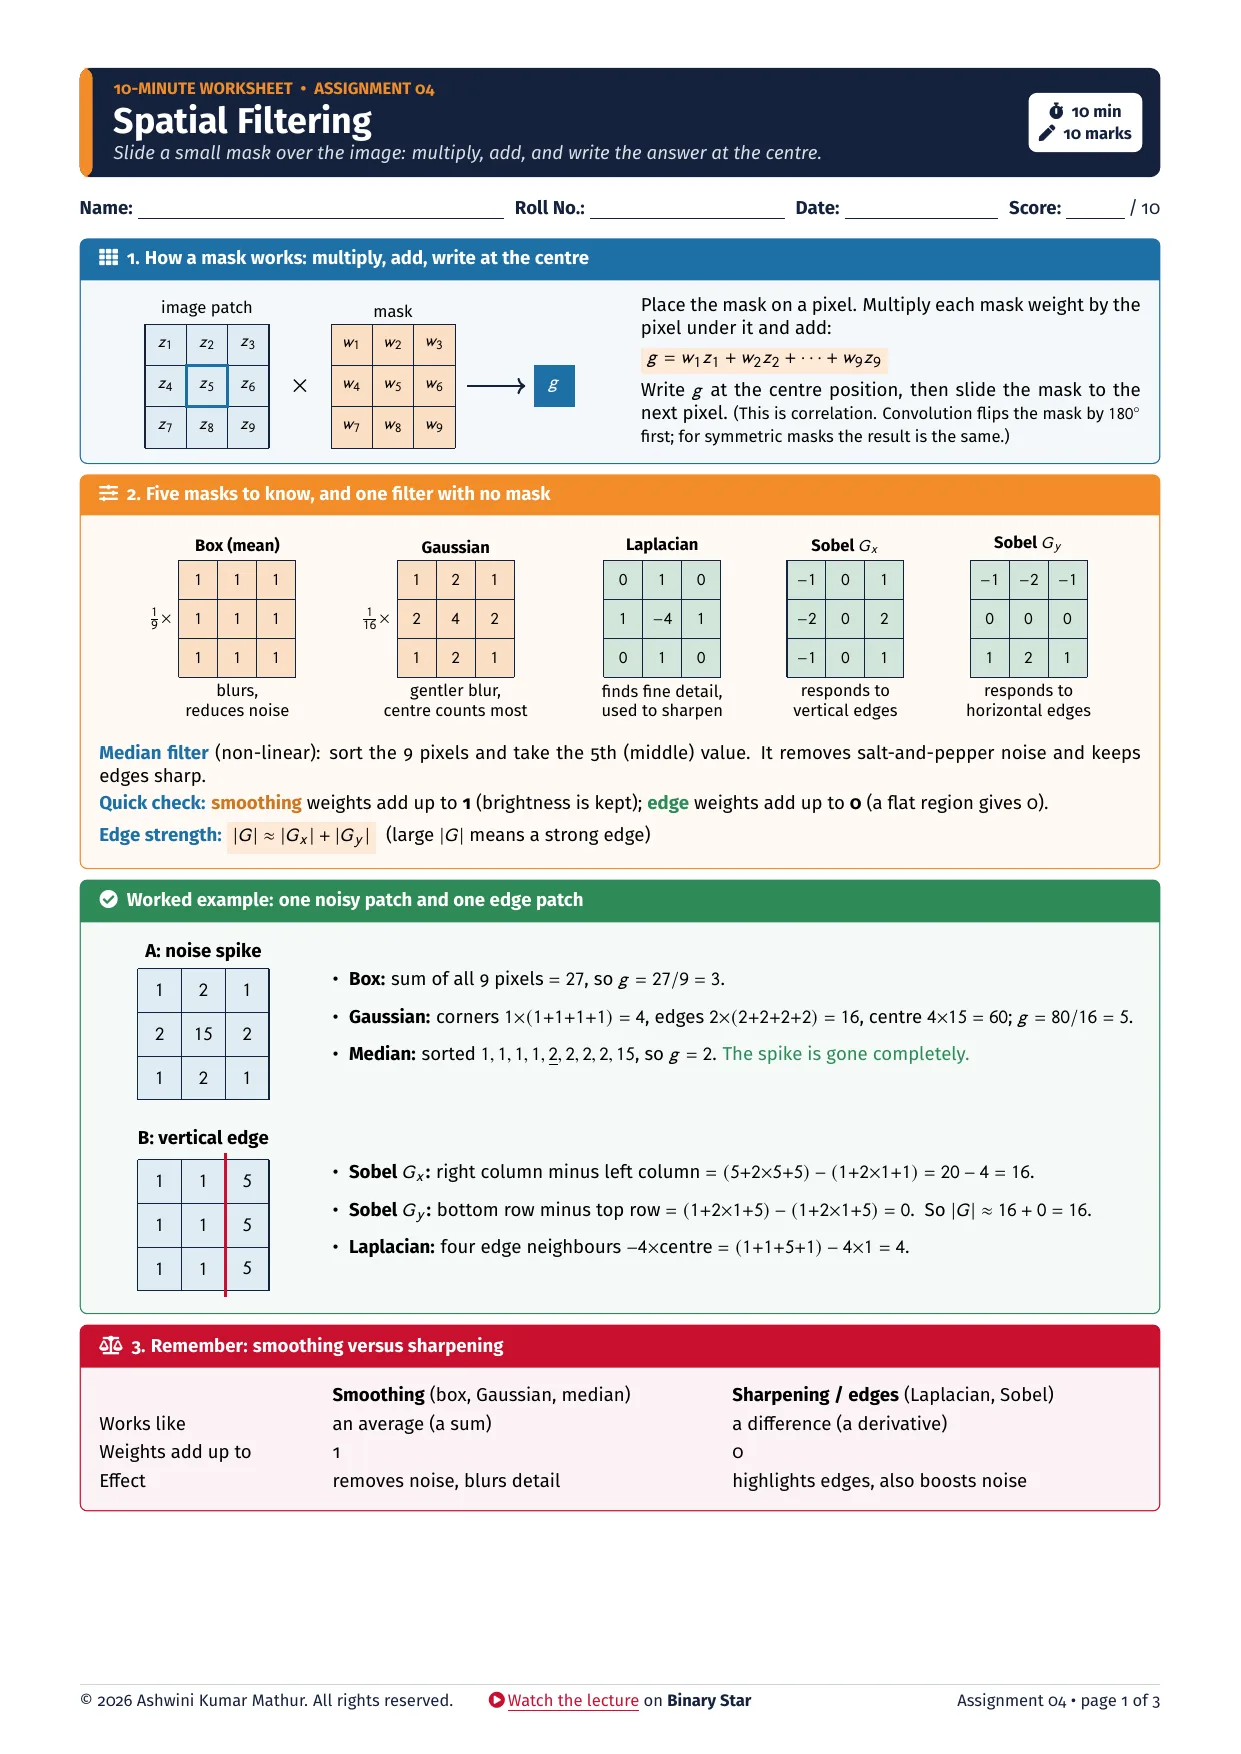 10-MINUTE WORKSHEET • ASSIGNMENT 04
Spatial Filtering
Slide a small mask over the image: multiply, add, and write the answer at the centre.
10 min
10 marks
Name: Roll No.: Date: Score: / 10
1. How a mask works: multiply, add, write at the centre
image patch
z1 z2 z3
z4 z5 z6
z7 z8 z9
×
mask
w1 w2 w3
w4 w5 w6
w7 w8 w9
g
Place the mask on a pixel. Multiply each mask weight by the
pixel under it and add:
g = w1z1 + w2z2 + · · · + w9z9
Write g at the centre position, then slide the mask to the
next pixel. (This is correlation. Convolution flips the mask by 180°
first; for symmetric masks the result is the same.)
2. Five masks to know, and one filter with no mask
Box (mean)
1/9 ×
1 1 1
1 1 1
1 1 1
blurs,
reduces noise
Gaussian
1/16 ×
1 2 1
2 4 2
1 2 1
gentler blur,
centre counts most
Laplacian
0 1 0
1 −4 1
0 1 0
finds fine detail,
used to sharpen
Sobel Gx
−1 0 1
−2 0 2
−1 0 1
responds to
vertical edges
Sobel Gy
−1 −2 −1
0 0 0
1 2 1
responds to
horizontal edges
Median filter (non-linear): sort the 9 pixels and take the 5th (middle) value. It removes salt-and-pepper noise and keeps
edges sharp.
Quick check: smoothing weights add up to 1 (brightness is kept); edge weights add up to 0 (a flat region gives 0).
Edge strength: |G| ≈ |Gx| + |Gy| (large |G| means a strong edge)
Worked example: one noisy patch and one edge patch
A: noise spike
1 2 1
2 15 2
1 2 1
• Box: sum of all 9 pixels = 27, so g = 27/9 = 3.
• Gaussian: corners 1×(1+1+1+1) = 4, edges 2×(2+2+2+2) = 16, centre 4×15 = 60; g = 80/16 = 5.
• Median: sorted 1, 1, 1, 1, 2, 2, 2, 2, 15, so g = 2. The spike is gone completely.
B: vertical edge
1 1 5
1 1 5
1 1 5
• Sobel Gx: right column minus left column = (5+2×5+5) − (1+2×1+1) = 20 − 4 = 16.
• Sobel Gy: bottom row minus top row = (1+2×1+5) − (1+2×1+5) = 0. So |G| ≈ 16 + 0 = 16.
• Laplacian: four edge neighbours −4×centre = (1+1+5+1) − 4×1 = 4.
3. Remember: smoothing versus sharpening
Smoothing (box, Gaussian, median) Sharpening / edges (Laplacian, Sobel)
Works like an average (a sum) a difference (a derivative)
Weights add up to 1 0
Effect removes noise, blurs detail highlights edges, also boosts noise
© 2026 Ashwini Kumar Mathur. All rights reserved. Watch the lecture on Binary Star Assignment 04 • page 1 of 3